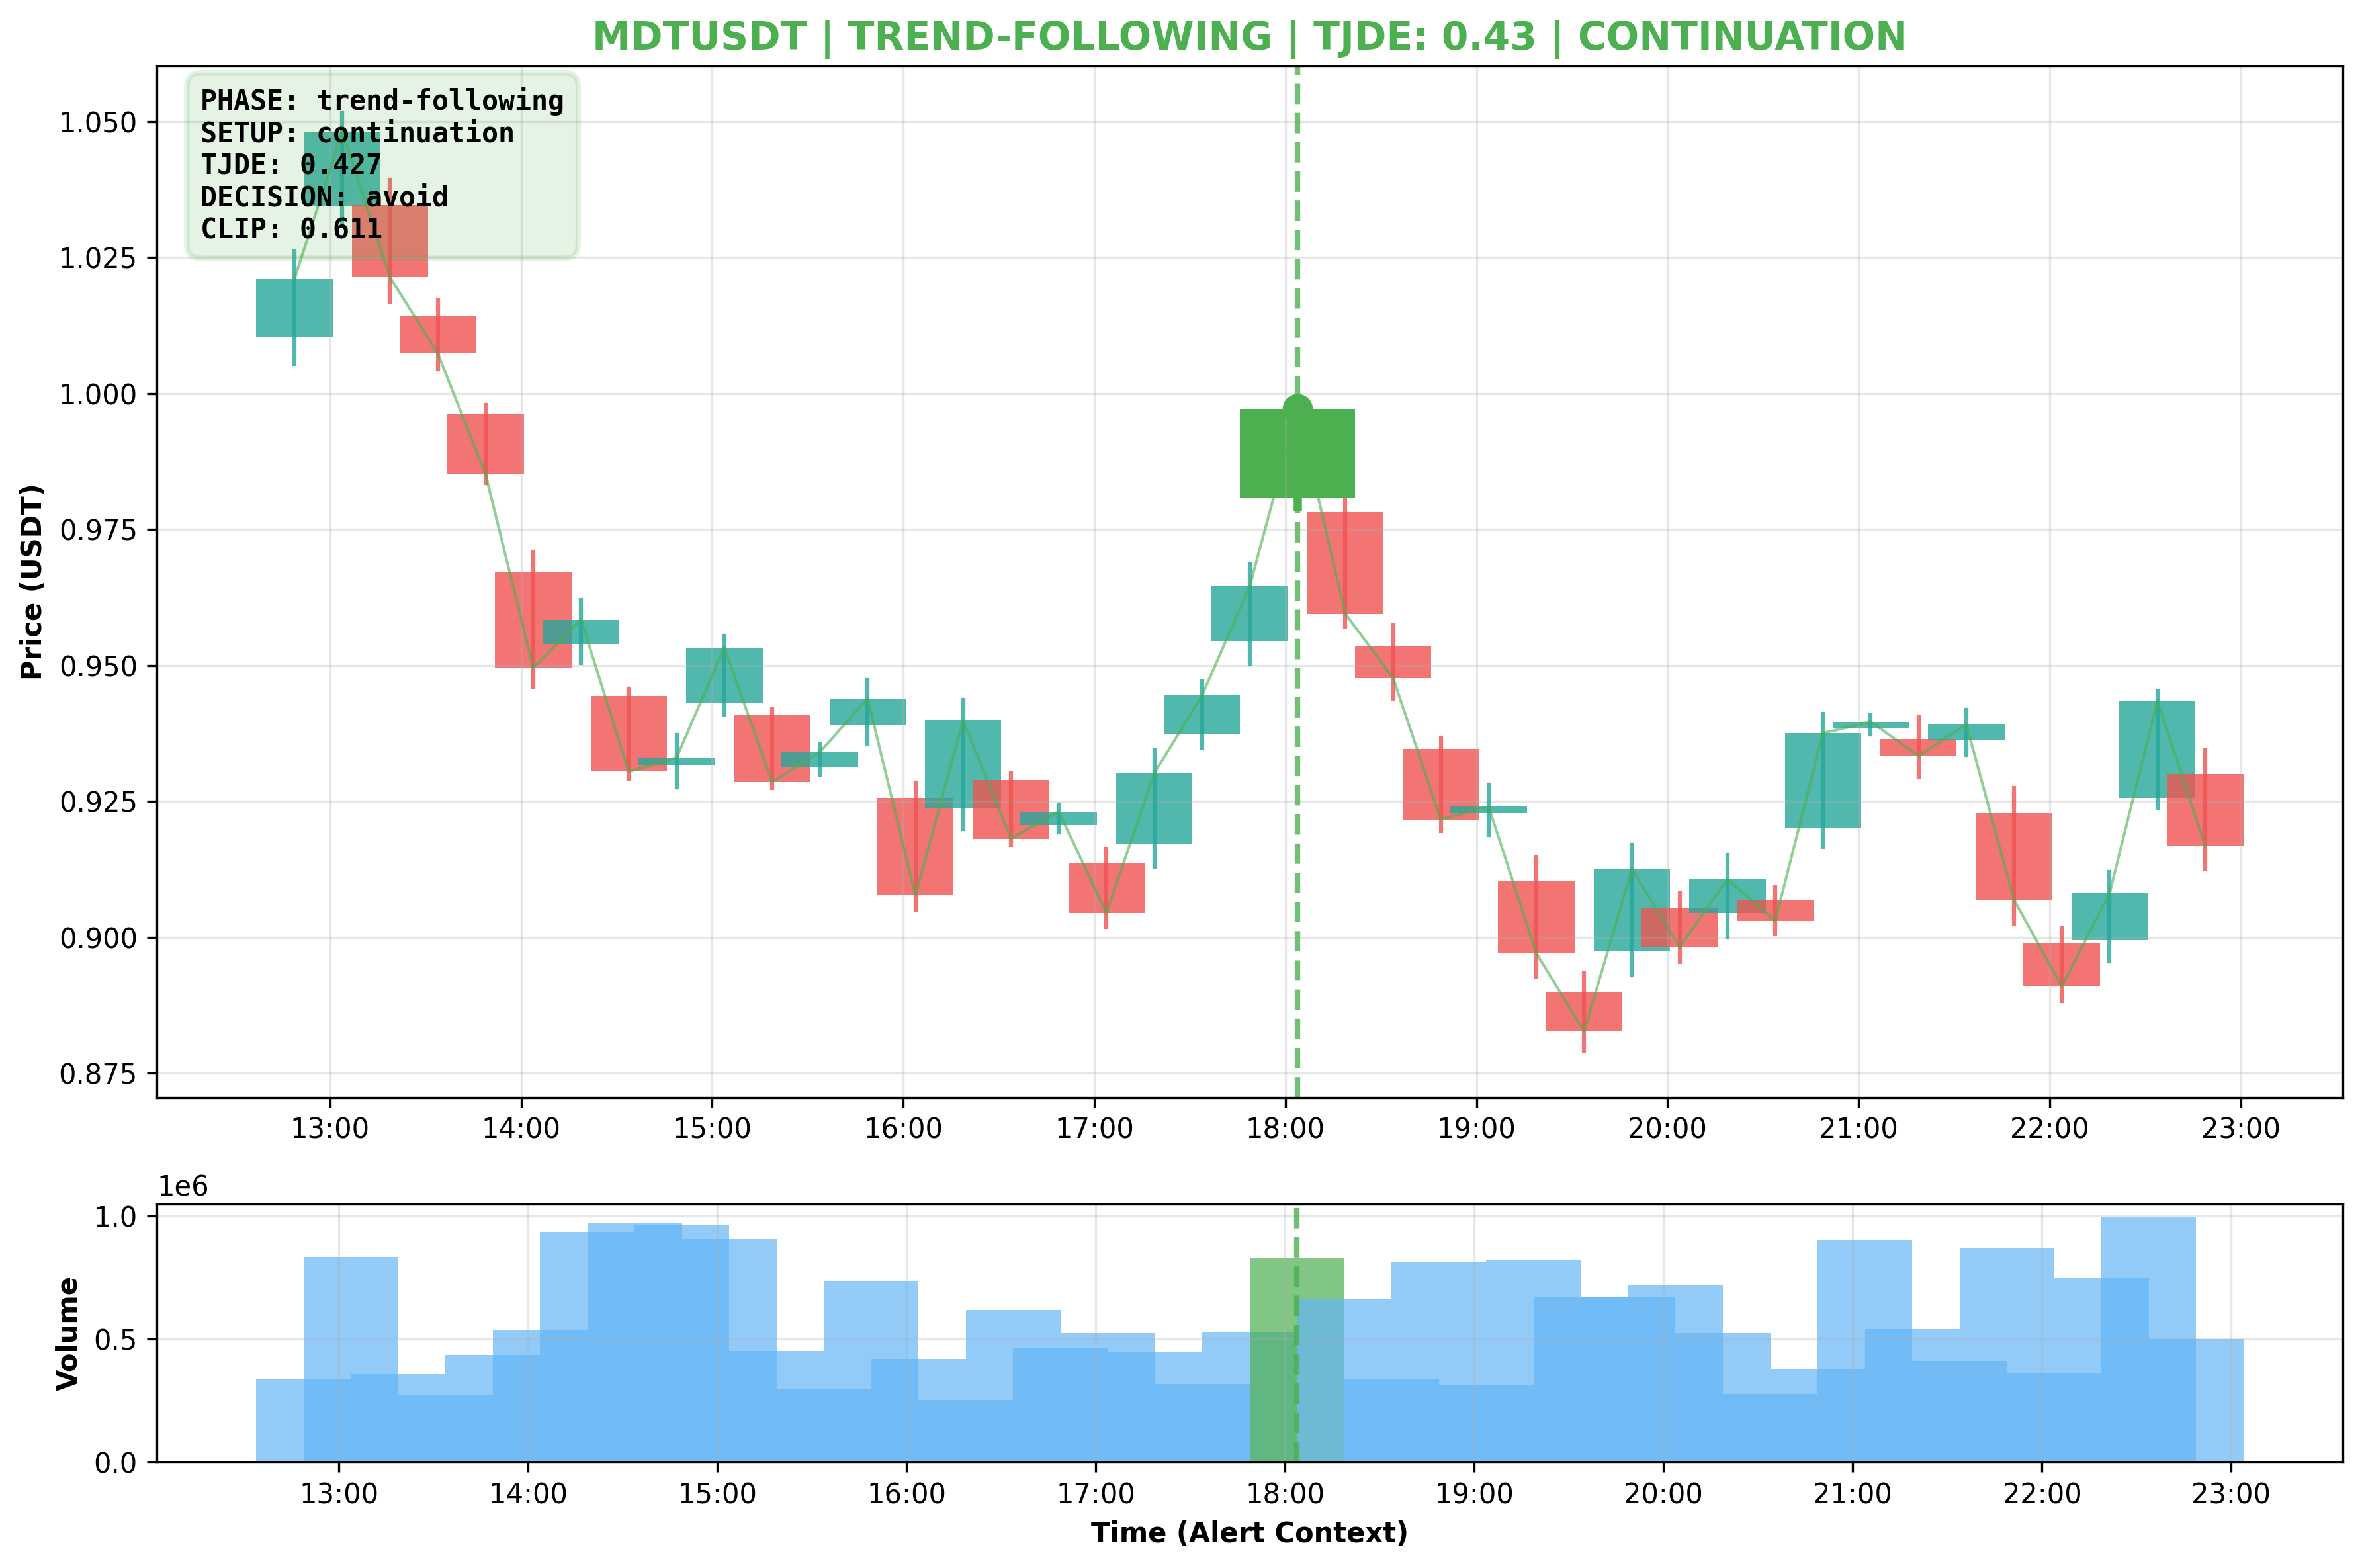 MDTUSDT | TREND-FOLLOWING | TJDE: 0.43 | CONTINUATION
PHASE: trend-following
SETUP: continuation
TJDE: 0.427
DECISION: avoid
CLIP: 0.611
Price (USDT)
1.050
1.025
1.000
0.975
0.950
0.925
0.900
0.875
13:00 14:00 15:00 16:00 17:00 18:00 19:00 20:00 21:00 22:00 23:00
1e6
Volume
1.0
0.5
0.0
13:00 14:00 15:00 16:00 17:00 18:00 19:00 20:00 21:00 22:00 23:00
Time (Alert Context)